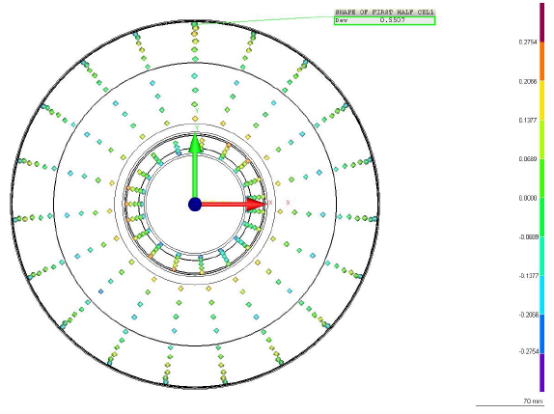 SHAPE OF FIRST HALF CELL
Dev 0.5507
0.2754
0.2066
0.1377
0.0689
0.0000
-0.0689
-0.1377
-0.2066
-0.2754
Y
X
X
70 mm